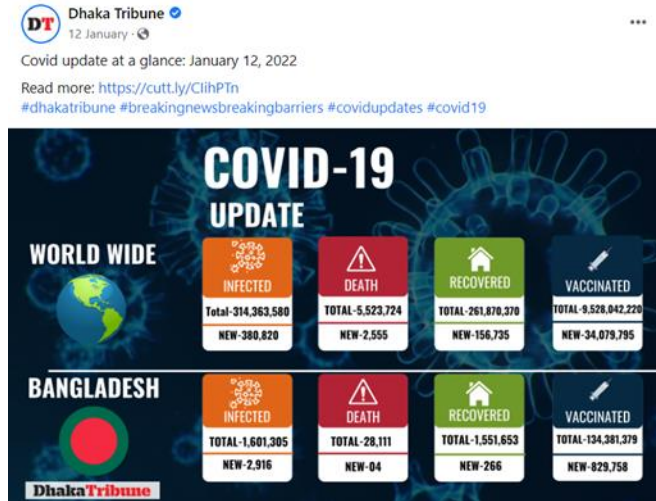 DT
Dhaka Tribune
12 January
Covid update at a glance: January 12, 2022
Read more: https://cutt.ly/CIihPTn
#dhakatribune #breakingnewsbreakingbarriers #covidupdates #covid19
COVID-19
UPDATE
WORLD WIDE
INFECTED
Total-314,363,580
NEW-380,820
DEATH
TOTAL-5,523,724
NEW-2,555
RECOVERED
TOTAL-261,870,370
NEW-156,735
VACCINATED
TOTAL-9,528,042,220
NEW-34,079,795
BANGLADESH
INFECTED
TOTAL-1,601,305
NEW-2,916
DEATH
TOTAL-28,111
NEW-04
RECOVERED
TOTAL-1,551,653
NEW-266
VACCINATED
TOTAL-134,381,379
NEW-829,758
DhakaTribune